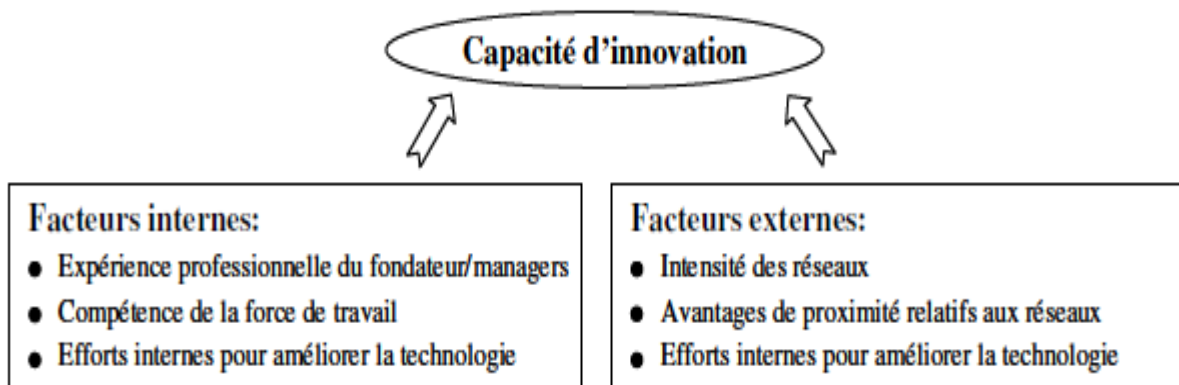 Capacité d'innovation
Facteurs internes:
● Expérience professionnelle du fondateur/managers
● Compétence de la force de travail
● Efforts internes pour améliorer la technologie
Facteurs externes:
● Intensité des réseaux
● Avantages de proximité relatifs aux réseaux
● Efforts internes pour améliorer la technologie